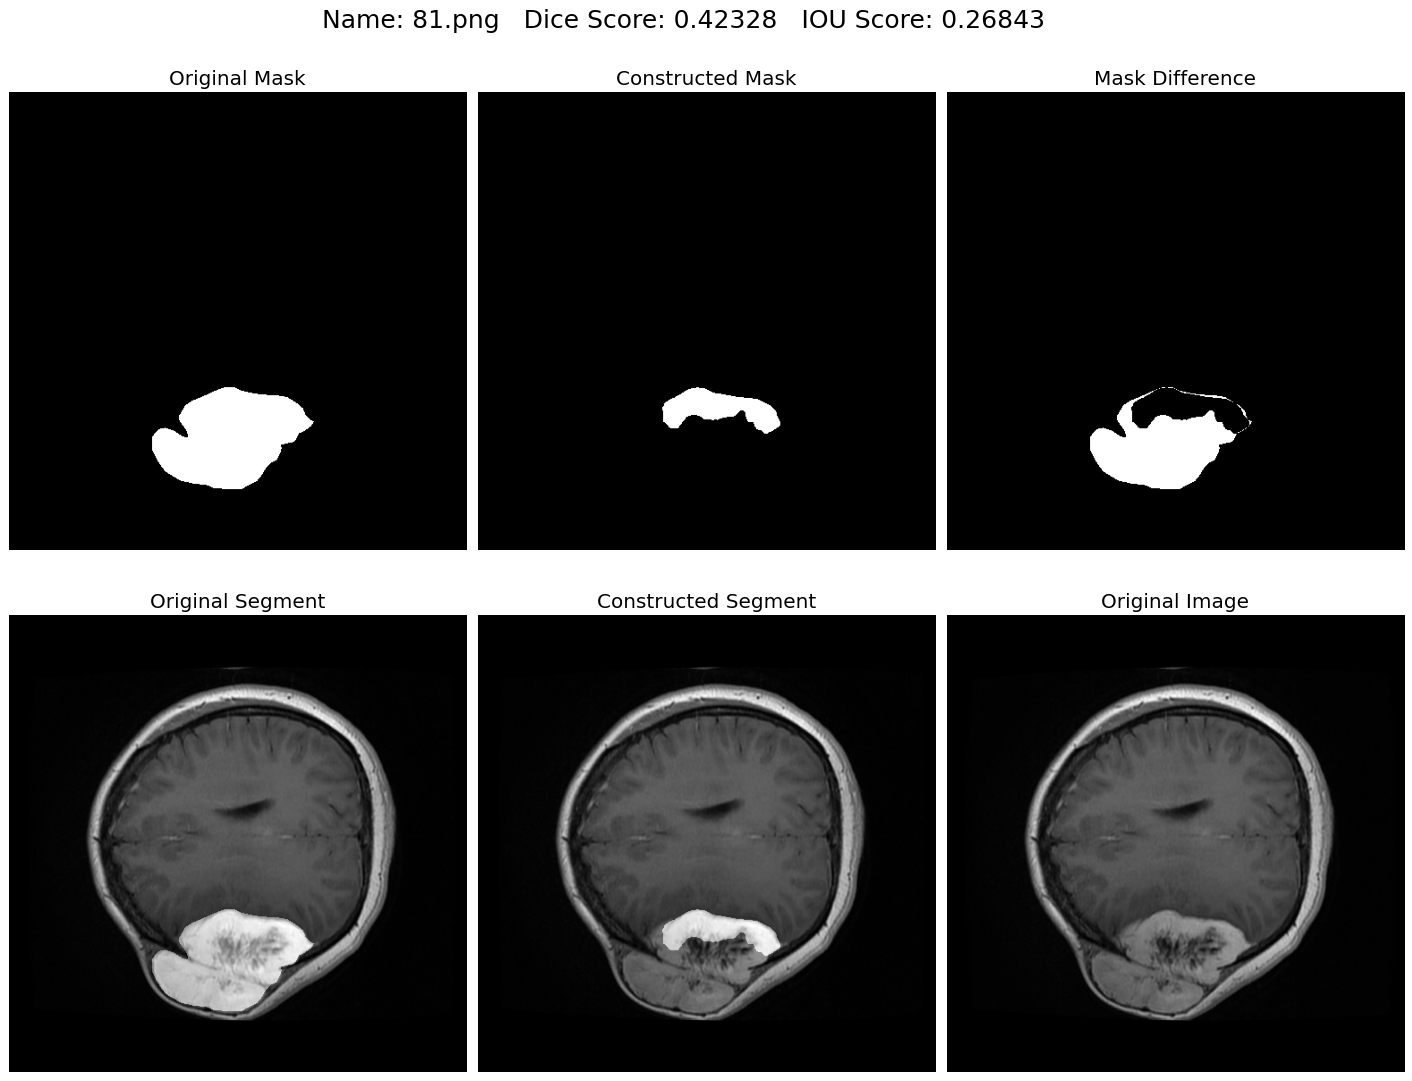 Name: 81.png   Dice Score: 0.42328   IOU Score: 0.26843
Original Mask
Constructed Mask
Mask Difference
Original Segment
Constructed Segment
Original Image